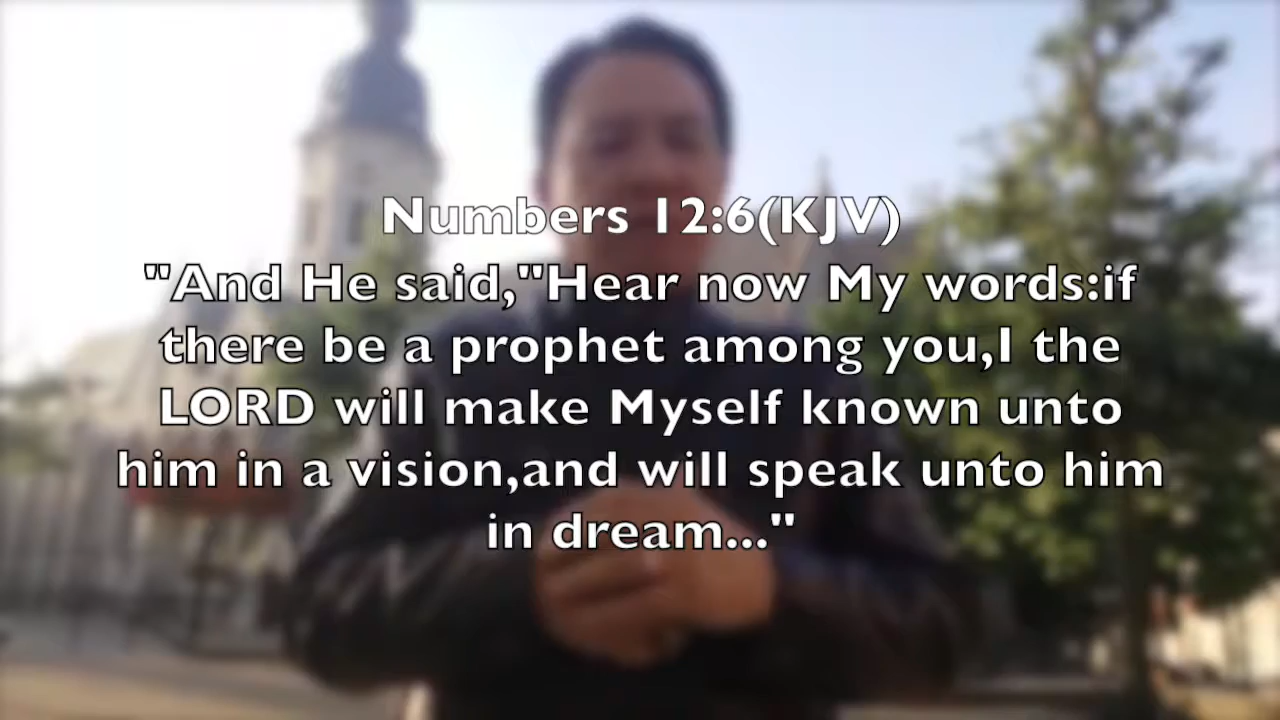 Numbers 12:6(KJV)
"And He said,"Hear now My words:if
there be a prophet among you,I the
LORD will make Myself known unto
him in a vision,and will speak unto him
in dream..."